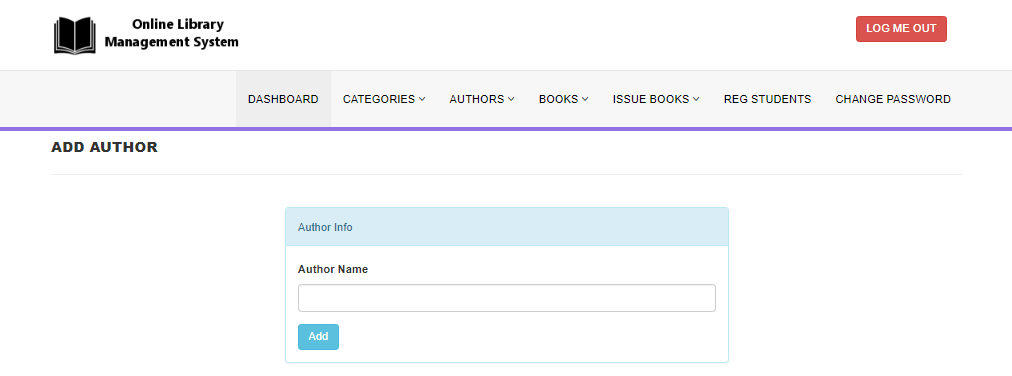 Online Library
Management System
LOG ME OUT
DASHBOARD CATEGORIES AUTHORS BOOKS ISSUE BOOKS REG STUDENTS CHANGE PASSWORD
ADD AUTHOR
Author Info
Author Name
Add